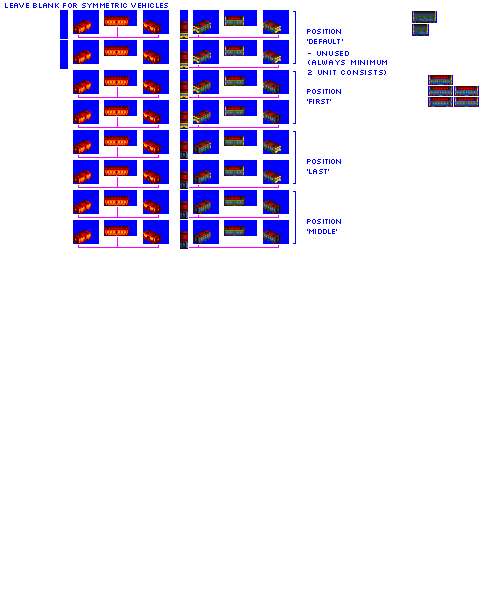 LEAVE BLANK FOR SYMMETRIC VEHICLES
POSITION
'DEFAULT'
- UNUSED
(ALWAYS MINIMUM
2 UNIT CONSISTS)
POSITION
'FIRST'
POSITION
'LAST'
POSITION
'MIDDLE'